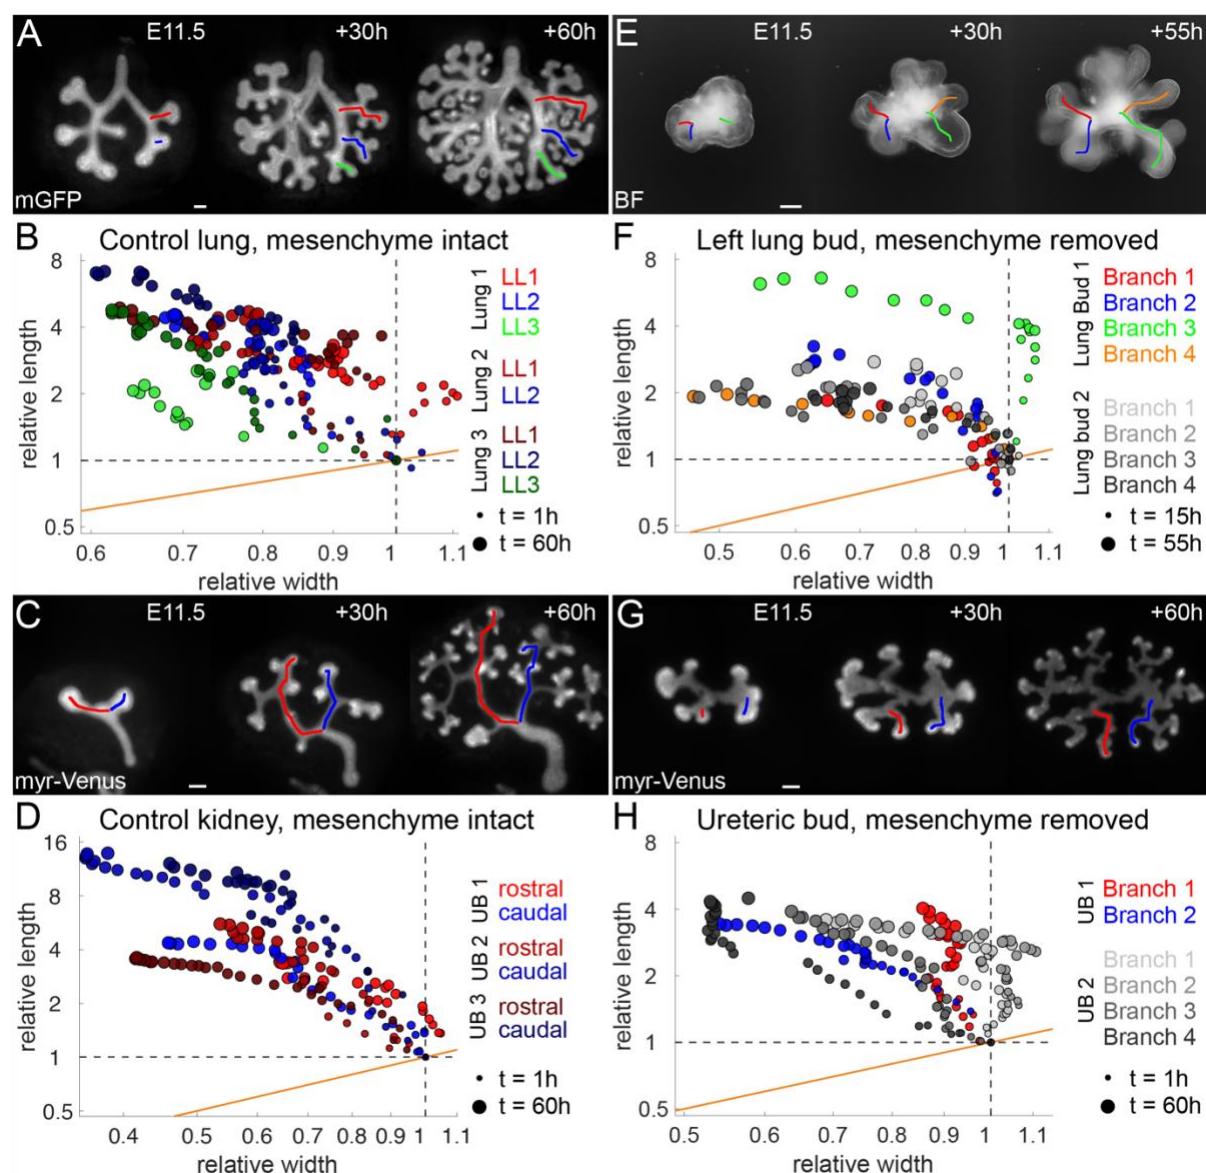 A
E11.5
+30h
+60h
mGFP
B
Control lung, mesenchyme intact
8
4
2
1
0.5
relative length
0.6
0.7
0.8
0.9
1
1.1
relative width
Lung 1
LL1
LL2
LL3
Lung 2
LL1
LL2
Lung 3
LL1
LL2
LL3
t = 1h
t = 60h
C
E11.5
+30h
+60h
myr-Venus
D
Control kidney, mesenchyme intact
16
8
4
2
1
0.5
relative length
0.4
0.5
0.6
0.7
0.8
0.9
1
1.1
relative width
UB 1
rostral
caudal
UB 2
rostral
caudal
UB 3
rostral
caudal
t = 1h
t = 60h
E
E11.5
+30h
+55h
BF
F
Left lung bud, mesenchyme removed
8
4
2
1
0.5
relative length
0.5
0.6
0.7
0.8
0.9
1
1.1
relative width
Lung Bud 1
Branch 1
Branch 2
Branch 3
Branch 4
Lung bud 2
Branch 1
Branch 2
Branch 3
Branch 4
t = 15h
t = 55h
G
E11.5
+30h
+60h
myr-Venus
H
Ureteric bud, mesenchyme removed
8
4
2
1
0.5
relative length
0.5
0.6
0.7
0.8
0.9
1
1.1
relative width
UB 1
Branch 1
Branch 2
UB 2
Branch 1
Branch 2
Branch 3
Branch 4
t = 1h
t = 60h